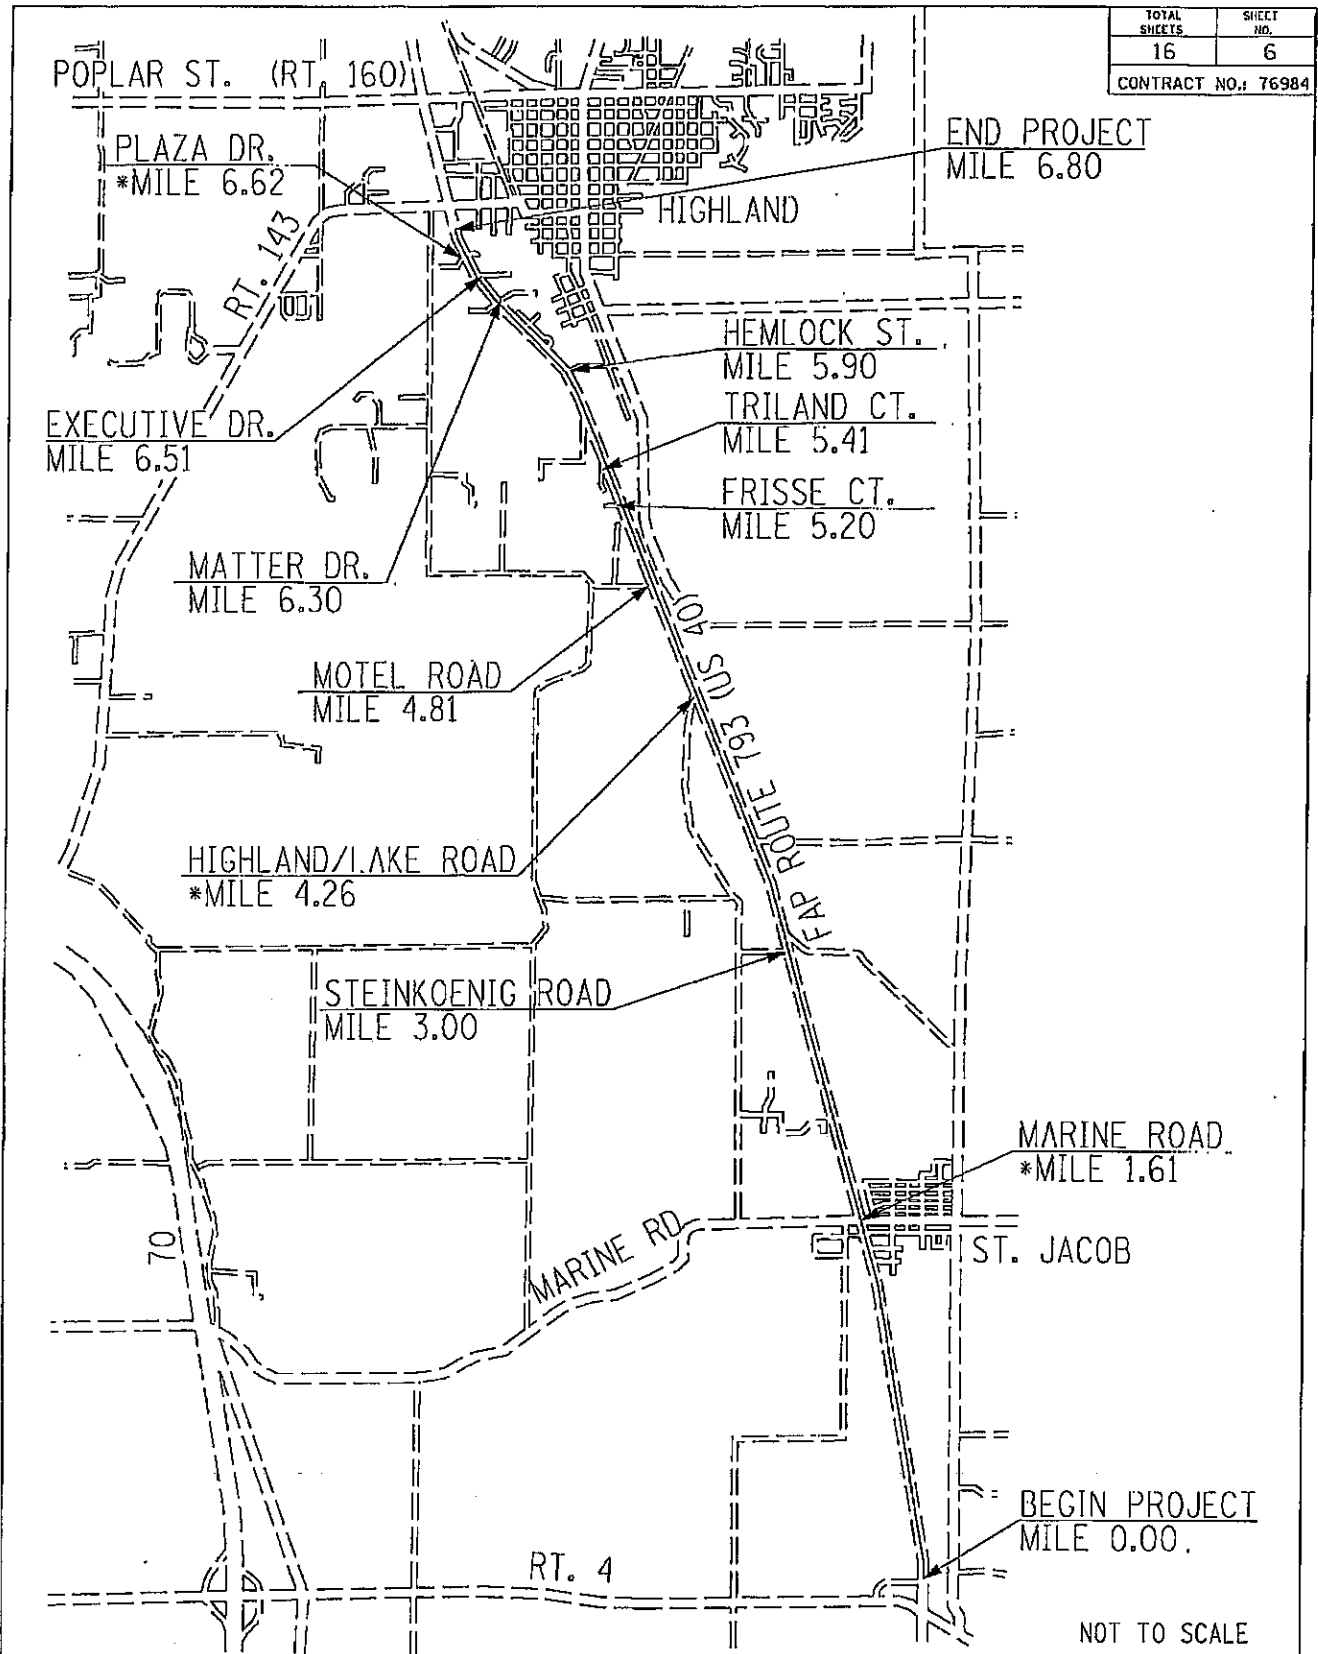 TOTAL SHEETS
SHEET NO.
16
6
CONTRACT NO.: 76984
POPLAR ST. (RT. 160)
PLAZA DR.
*MILE 6.62
END PROJECT
MILE 6.80
HIGHLAND
RT. 143
HEMLOCK ST.
MILE 5.90
TRILAND CT.
MILE 5.41
EXECUTIVE DR.
MILE 6.51
FRISSE CT.
MILE 5.20
MATTER DR.
MILE 6.30
MOTEL ROAD
MILE 4.81
FAP ROUTE 793 (US 40)
HIGHLAND/LAKE ROAD
*MILE 4.26
STEINKOENIG ROAD
MILE 3.00
MARINE ROAD
*MILE 1.61
70
MARINE RD
ST. JACOB
BEGIN PROJECT
MILE 0.00.
RT. 4
NOT TO SCALE